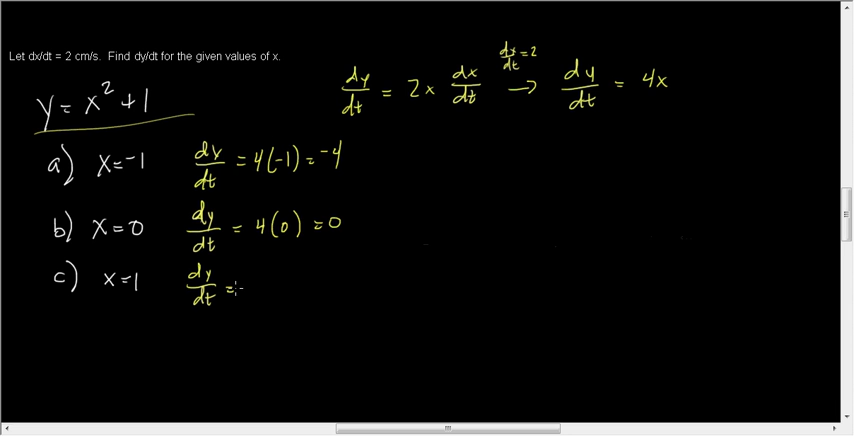 Let dx/dt = 2 cm/s. Find dy/dt for the given values of x.
y = x² + 1
dy/dt = 2x dx/dt → dy/dt = 4x
dx/dt = 2
a) x = -1 dx/dt = 4(-1) = -4
b) x = 0 dy/dt = 4(0) = 0
c) x = 1 dy/dt =